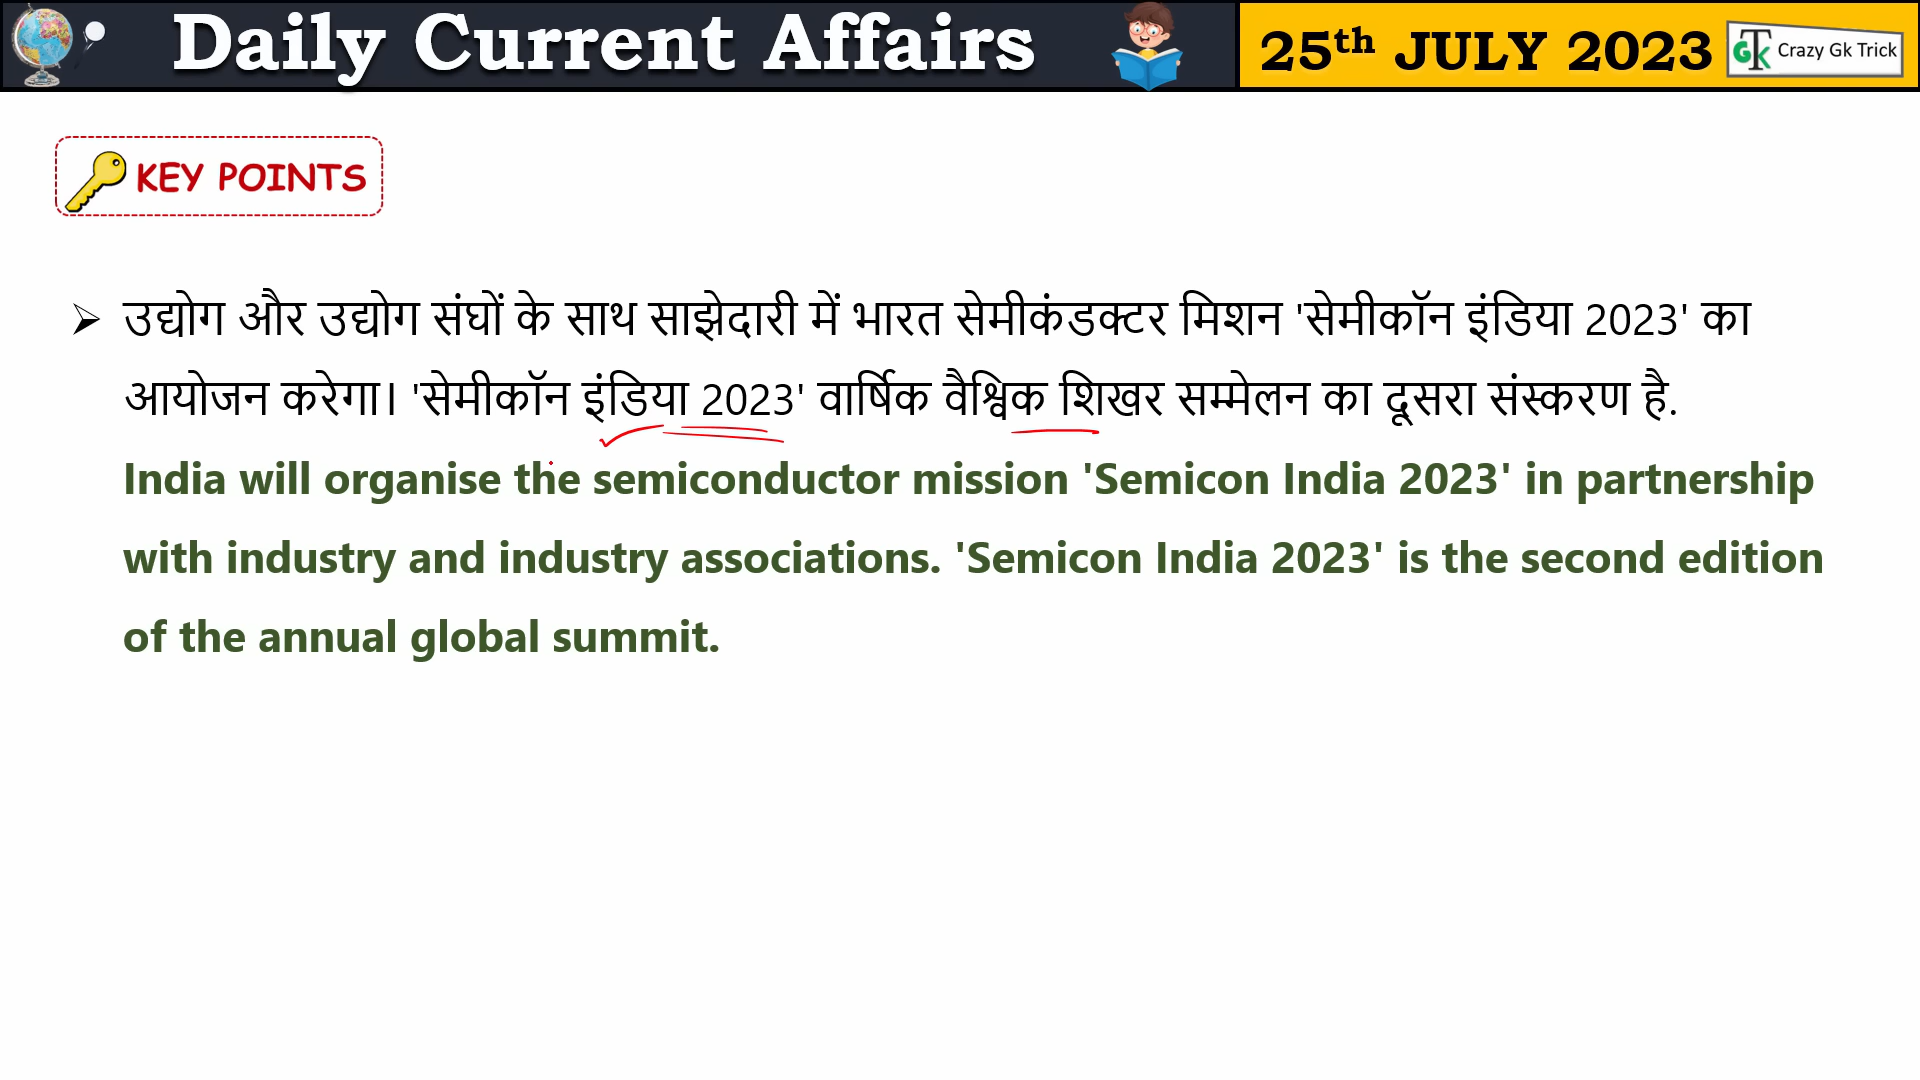 Daily Current Affairs
25th JULY 2023
GTK Crazy Gk Trick
KEY POINTS
➢ उद्योग और उद्योग संघों के साथ साझेदारी में भारत सेमीकंडक्टर मिशन 'सेमीकॉन इंडिया 2023' का
आयोजन करेगा। 'सेमीकॉन इंडिया 2023' वार्षिक वैश्विक शिखर सम्मेलन का दूसरा संस्करण है.
India will organise the semiconductor mission 'Semicon India 2023' in partnership
with industry and industry associations. 'Semicon India 2023' is the second edition
of the annual global summit.